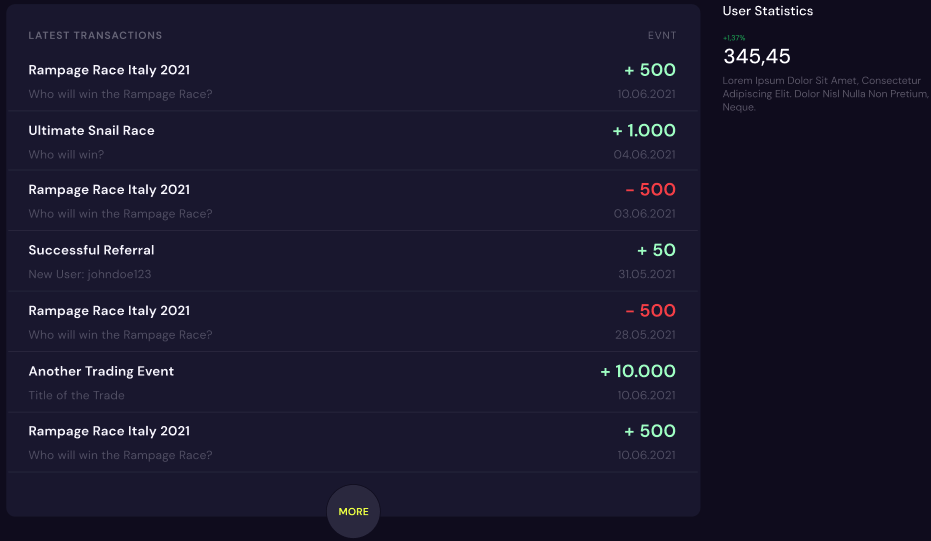 LATEST TRANSACTIONS EVNT
Rampage Race Italy 2021 + 500
Who will win the Rampage Race? 10.06.2021
Ultimate Snail Race + 1.000
Who will win? 04.06.2021
Rampage Race Italy 2021 - 500
Who will win the Rampage Race? 03.06.2021
Successful Referral + 50
New User: johndoe123 31.05.2021
Rampage Race Italy 2021 - 500
Who will win the Rampage Race? 28.05.2021
Another Trading Event + 10.000
Title of the Trade 10.06.2021
Rampage Race Italy 2021 + 500
Who will win the Rampage Race? 10.06.2021
MORE
User Statistics
+1,37%
345,45
Lorem Ipsum Dolor Sit Amet, Consectetur
Adipiscing Elit. Dolor Nisl Nulla Non Pretium,
Neque.